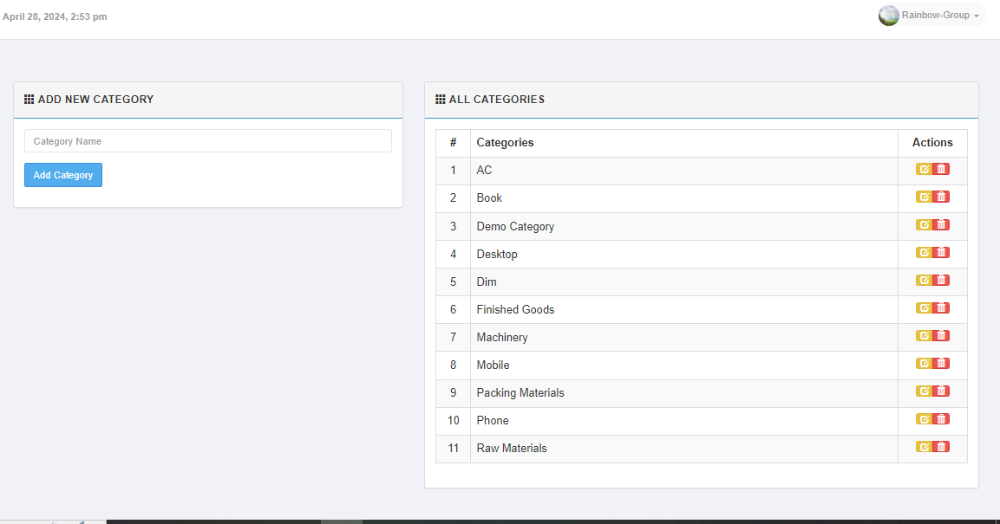 April 28, 2024, 2:53 pm
Rainbow-Group
ADD NEW CATEGORY
Category Name
Add Category
ALL CATEGORIES
# Categories Actions
1 AC
2 Book
3 Demo Category
4 Desktop
5 Dim
6 Finished Goods
7 Machinery
8 Mobile
9 Packing Materials
10 Phone
11 Raw Materials